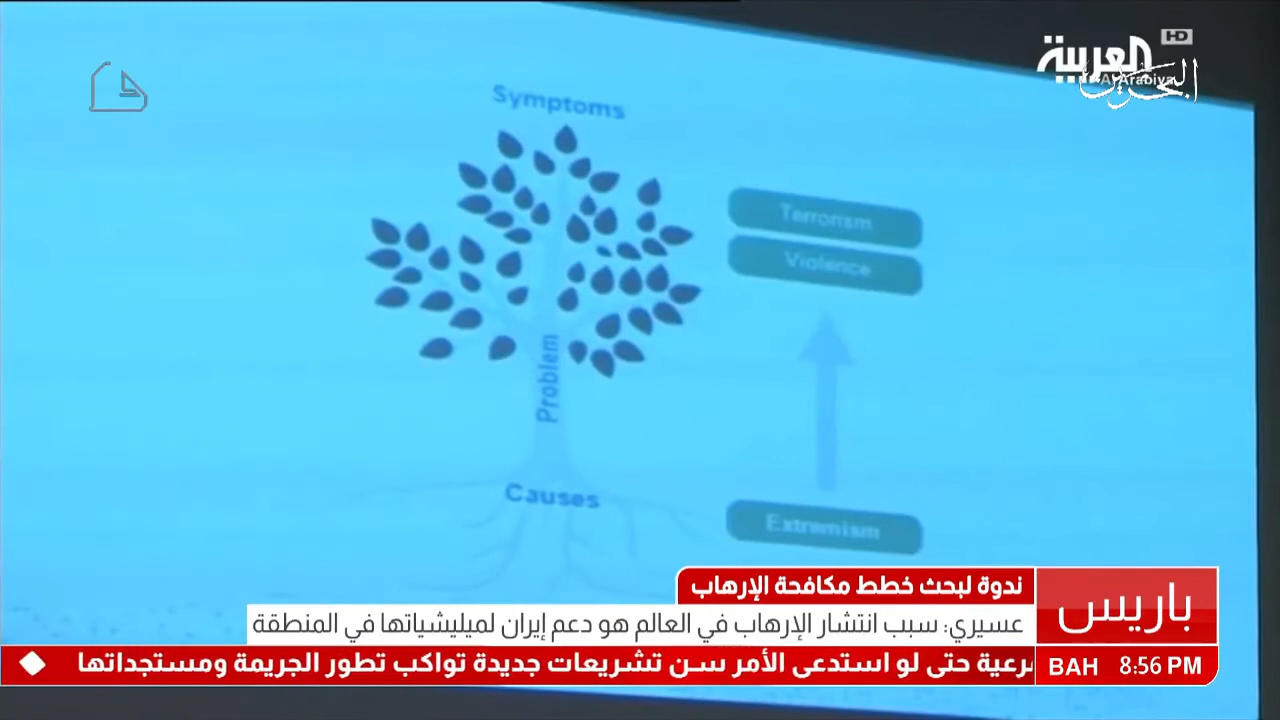 HD
العربية
Al Arabiya
البحرين
Symptoms
Terrorism
Violence
Problem
Causes
Extremism
ندوة لبحث خطط مكافحة الإرهاب
باريس
عسيري: سبب انتشار الإرهاب في العالم هو دعم إيران لميليشياتها في المنطقة
رعية حتى لو استدعى الأمر سن تشريعات جديدة تواكب تطور الجريمة ومستجداتها
BAH 8:56 PM